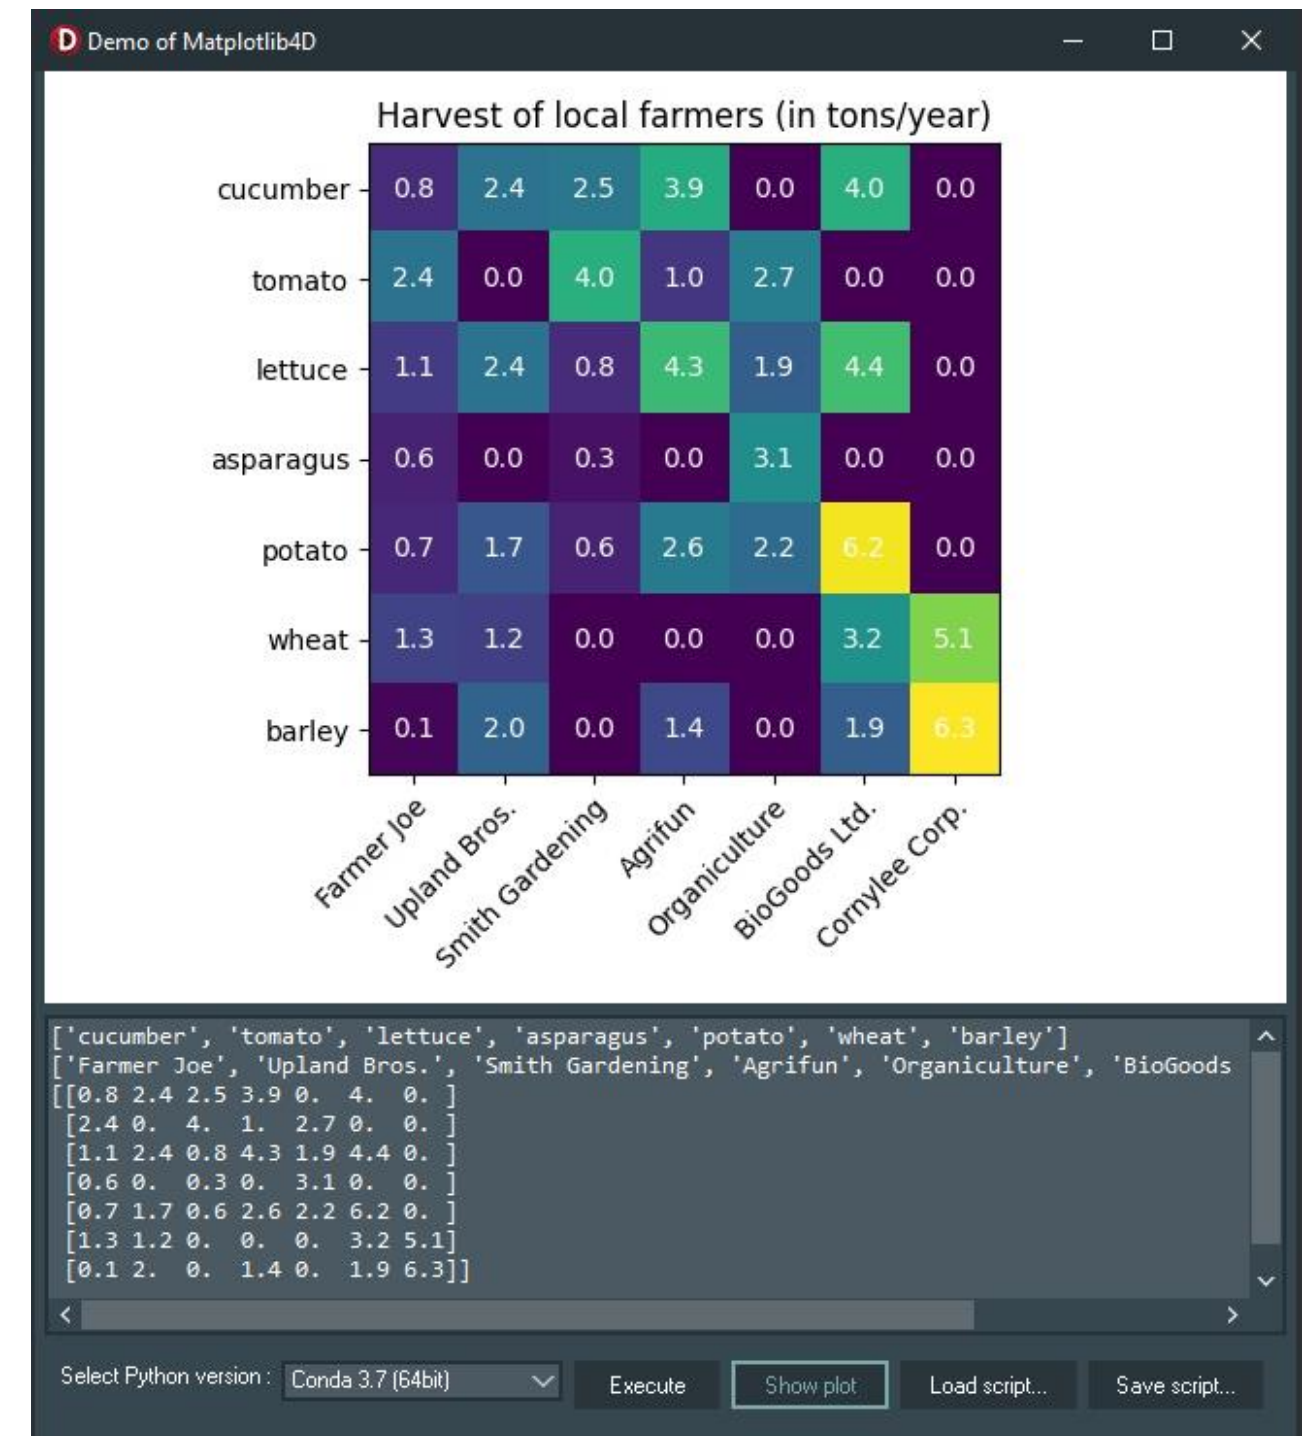 Demo of Matplotlib4D
Harvest of local farmers (in tons/year)
cucumber 0.8 2.4 2.5 3.9 0.0 4.0 0.0
tomato 2.4 0.0 4.0 1.0 2.7 0.0 0.0
lettuce 1.1 2.4 0.8 4.3 1.9 4.4 0.0
asparagus 0.6 0.0 0.3 0.0 3.1 0.0 0.0
potato 0.7 1.7 0.6 2.6 2.2 6.2 0.0
wheat 1.3 1.2 0.0 0.0 0.0 3.2 5.1
barley 0.1 2.0 0.0 1.4 0.0 1.9 6.3
Farmer Joe
Upland Bros.
Smith Gardening
Agrifun
Organiculture
BioGoods Ltd.
Cornylee Corp.
['cucumber', 'tomato', 'lettuce', 'asparagus', 'potato', 'wheat', 'barley']
['Farmer Joe', 'Upland Bros.', 'Smith Gardening', 'Agrifun', 'Organiculture', 'BioGoods
[[0.8 2.4 2.5 3.9 0.  4.  0. ]
 [2.4 0.  4.  1.  2.7 0.  0. ]
 [1.1 2.4 0.8 4.3 1.9 4.4 0. ]
 [0.6 0.  0.3 0.  3.1 0.  0. ]
 [0.7 1.7 0.6 2.6 2.2 6.2 0. ]
 [1.3 1.2 0.  0.  0.  3.2 5.1]
 [0.1 2.  0.  1.4 0.  1.9 6.3]]
Select Python version : Conda 3.7 (64bit) Execute Show plot Load script... Save script...